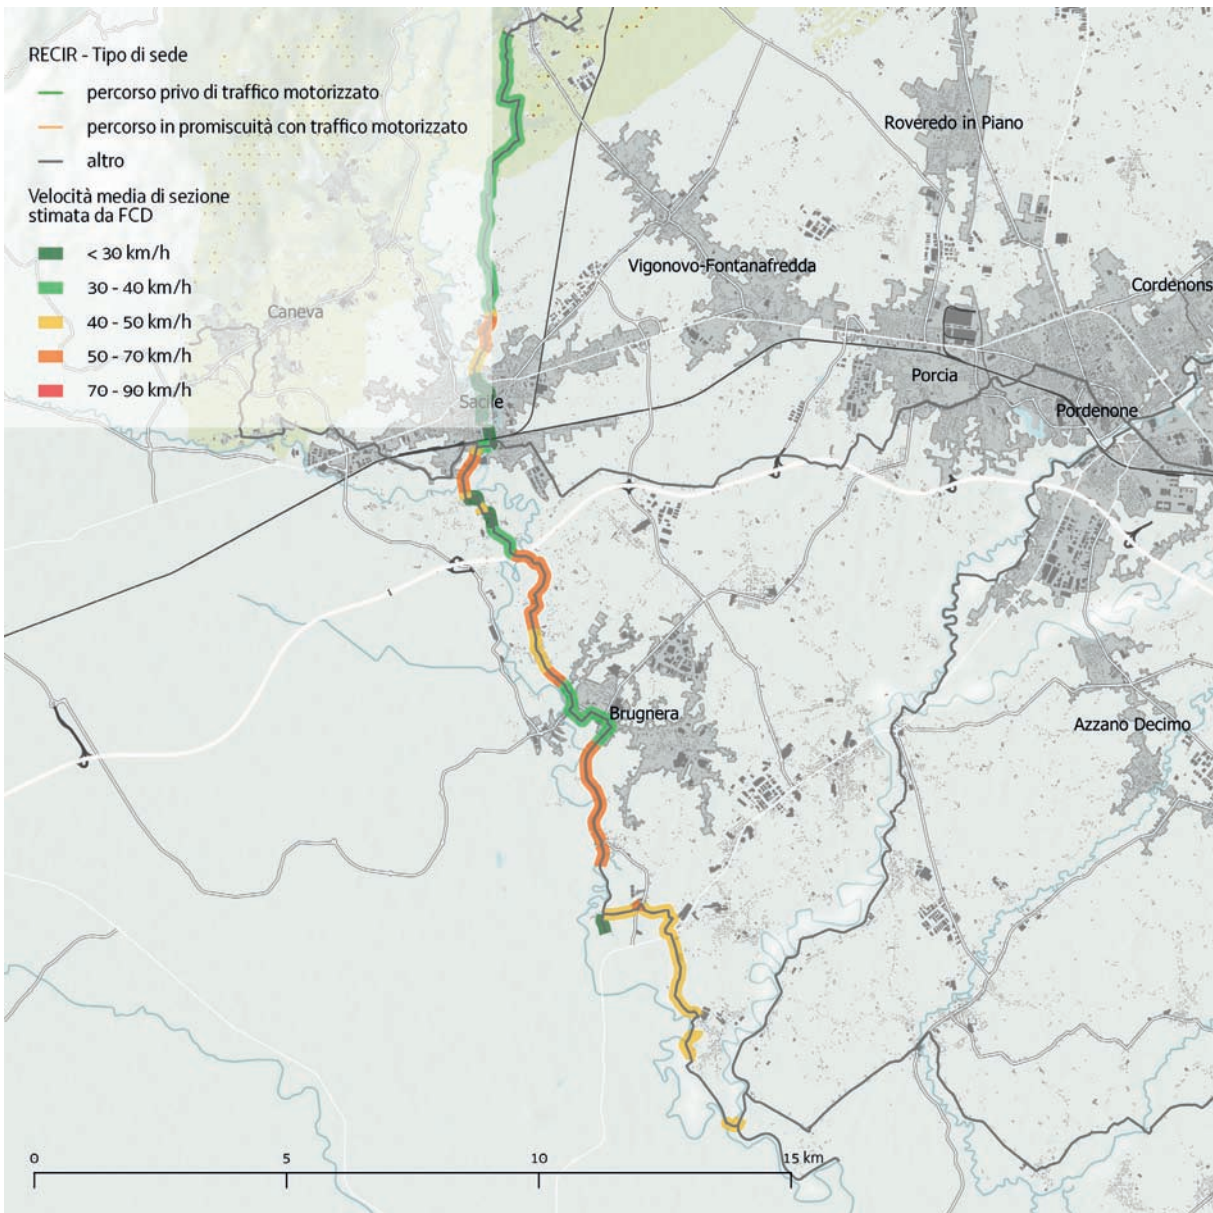 RECIR - Tipo di sede
percorso privo di traffico motorizzato
percorso in promiscuità con traffico motorizzato
altro
Velocità media di sezione
stimata da FCD
< 30 km/h
30 - 40 km/h
40 - 50 km/h
50 - 70 km/h
70 - 90 km/h
Roveredo in Piano
Vigonovo-Fontanafredda
Cordenons
Caneva
Porcia
Sacile
Pordenone
Brugnera
Azzano Decimo
0 5 10 15 km